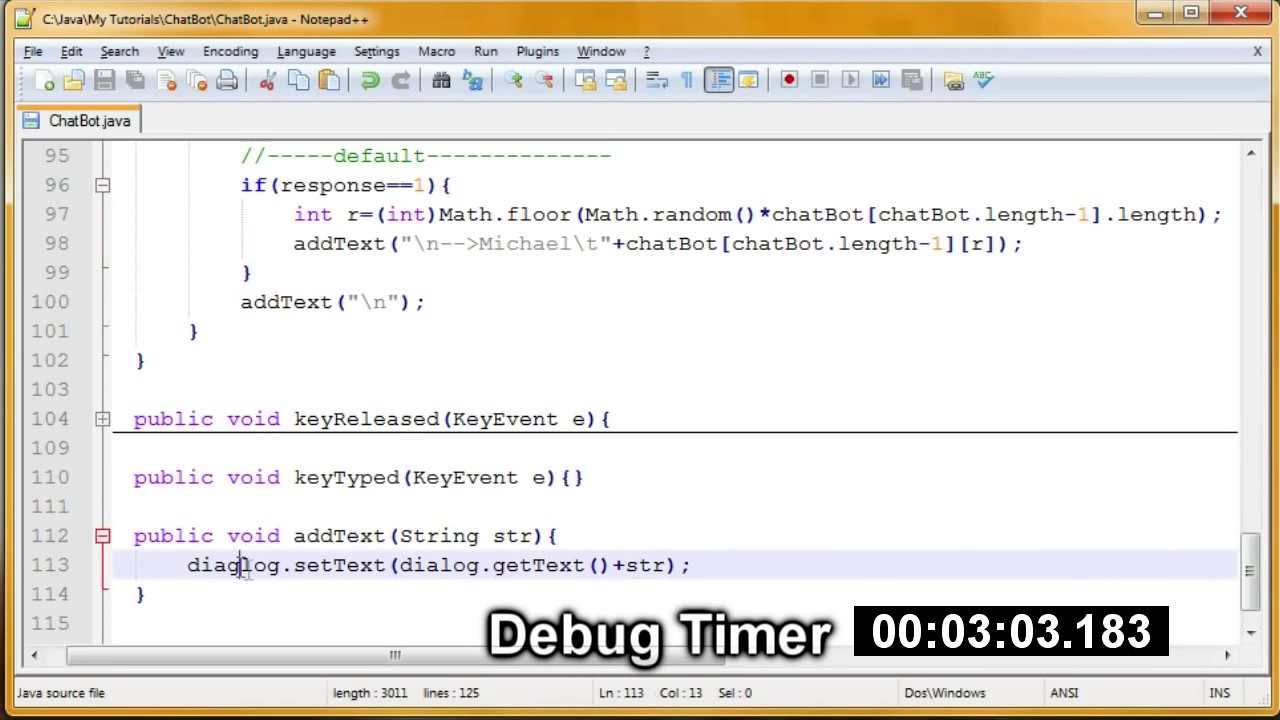 C:\Java\My Tutorials\ChatBot\ChatBot.java - Notepad++
File Edit Search View Encoding Language Settings Macro Run Plugins Window ? X
ChatBot.java
95 //-----default--------------
96 if(response==1){
97 int r=(int)Math.floor(Math.random()*chatBot[chatBot.length-1].length);
98 addText("\n-->Michael\t"+chatBot[chatBot.length-1][r]);
99 }
100 addText("\n");
101 }
102 }
103
104 public void keyReleased(KeyEvent e){
109
110 public void keyTyped(KeyEvent e){}
111
112 public void addText(String str){
113 diaglog.setText(dialog.getText()+str);
114 }
115
Debug Timer 00:03:03.183
Java source file length : 3011 lines : 125 Ln : 113 Col : 13 Sel : 0 Dos\Windows ANSI INS